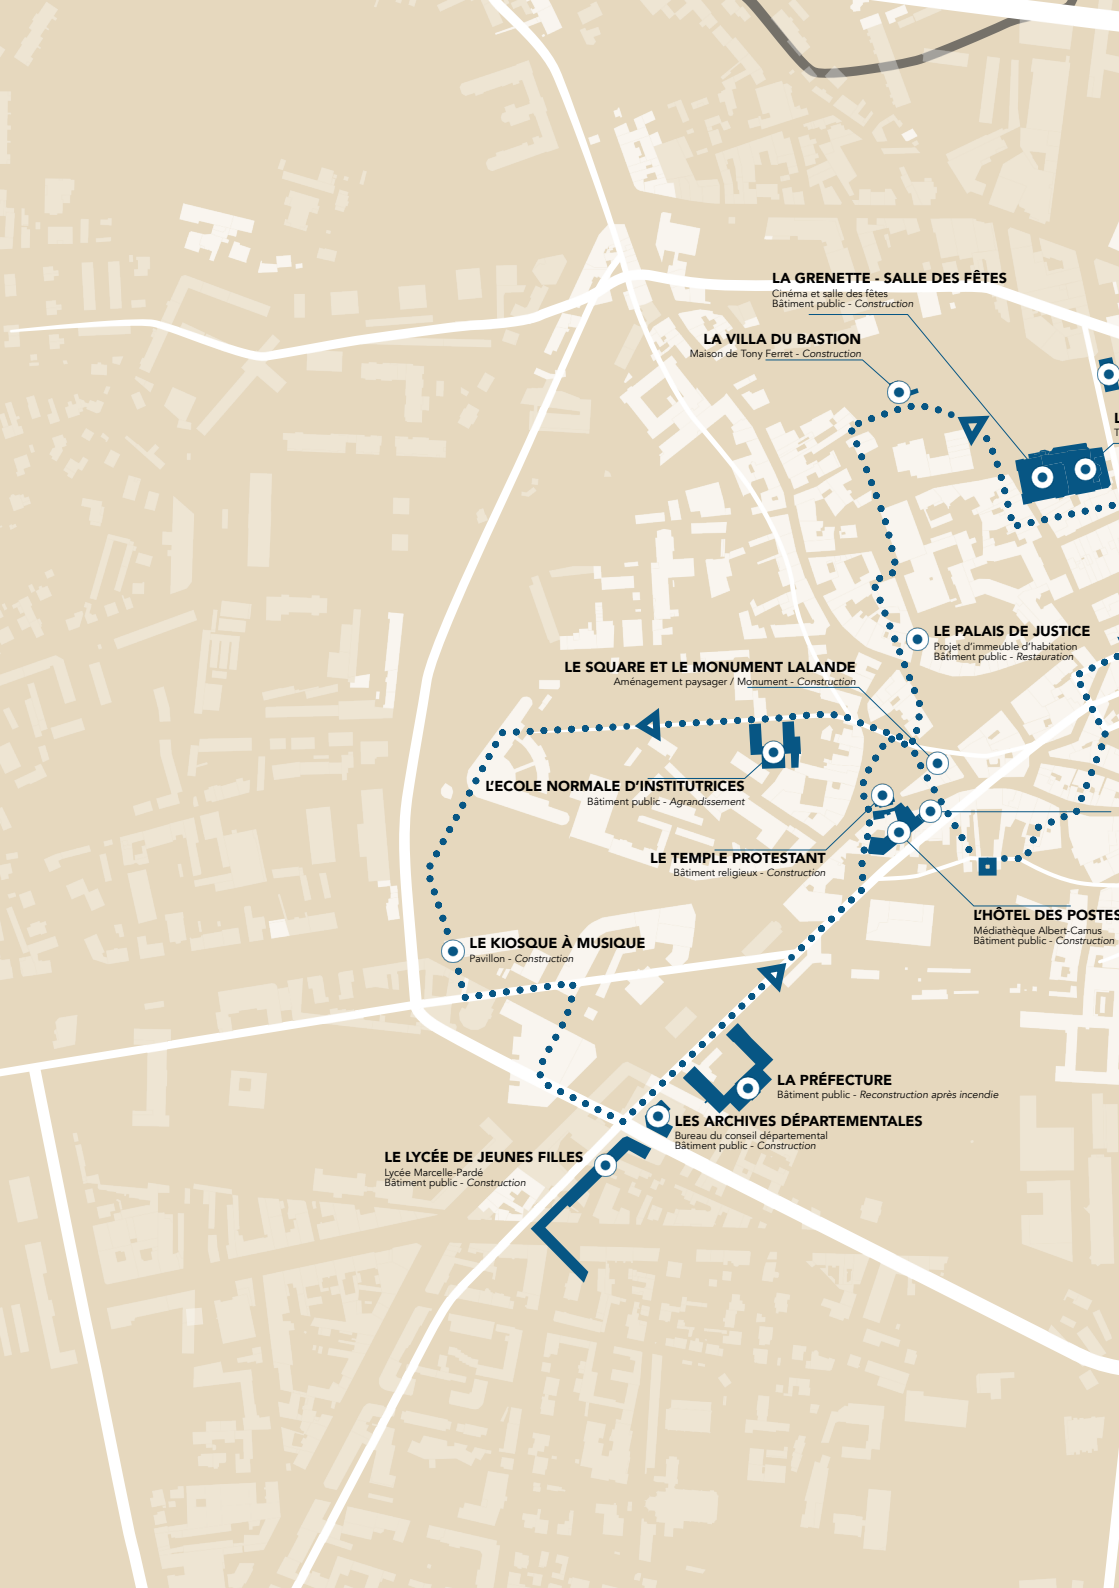 LA GRENETTE - SALLE DES FÊTES
Cinéma et salle des fêtes
Bâtiment public - Construction
LA VILLA DU BASTION
Maison de Tony Ferret - Construction
L
T
LE PALAIS DE JUSTICE
Projet d'immeuble d'habitation
Bâtiment public - Restauration
LE SQUARE ET LE MONUMENT LALANDE
Aménagement paysager / Monument - Construction
L'ECOLE NORMALE D'INSTITUTRICES
Bâtiment public - Agrandissement
LE TEMPLE PROTESTANT
Bâtiment religieux - Construction
L'HÔTEL DES POSTES
Médiathèque Albert-Camus
Bâtiment public - Construction
LE KIOSQUE À MUSIQUE
Pavillon - Construction
LA PRÉFECTURE
Bâtiment public - Reconstruction après incendie
LES ARCHIVES DÉPARTEMENTALES
Bureau du conseil départemental
Bâtiment public - Construction
LE LYCÉE DE JEUNES FILLES
Lycée Marcelle-Pardé
Bâtiment public - Construction